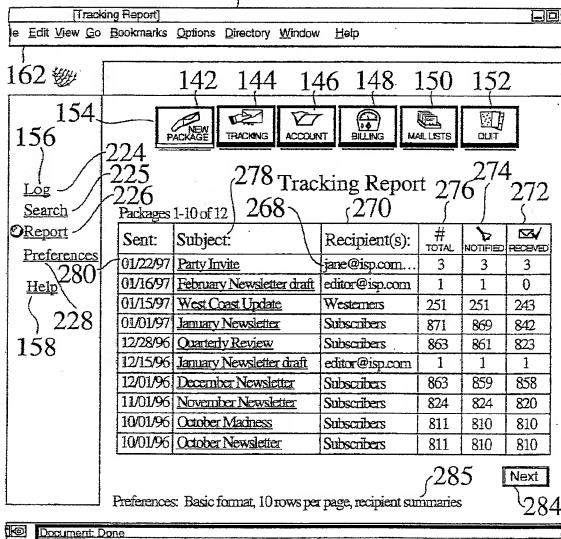 [Tracking Report]
e Edit View Go Bookmarks Options Directory Window Help
162
142 144 146 148 150 152
154
NEW PACKAGE TRACKING ACCOUNT BILLING MAIL LISTS QUIT
156
224
225
226
278
274
276
272
Tracking Report
268
270
Log
Search
Report
Preferences
280
Help
228
158
Packages 1-10 of 12
Sent: Subject: Recipient(s): # TOTAL NOTIFIED RECEIVED
01/22/97 Party Invite jane@isp.com... 3 3 3
01/16/97 February Newsletter draft editor@isp.com 1 1 0
01/15/97 West Coast Update Westerners 251 251 243
01/01/97 January Newsletter Subscribers 871 869 842
12/28/96 Quarterly Review Subscribers 863 861 823
12/15/96 January Newsletter draft editor@isp.com 1 1 1
12/01/96 December Newsletter Subscribers 863 859 858
11/01/96 November Newsletter Subscribers 824 824 820
10/01/96 October Madness Subscribers 811 810 810
10/01/96 October Newsletter Subscribers 811 810 810
285
Next
284
Preferences: Basic format, 10 rows per page, recipient summaries
Document: Done